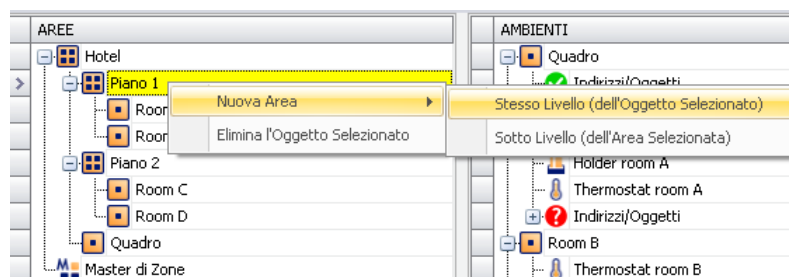 AREE
Hotel
Piano 1
Room
Room
Piano 2
Room C
Room D
Quadro
Master di Zone
Nuova Area
Elimina l'Oggetto Selezionato
Stesso Livello (dell'Oggetto Selezionato)
Sotto Livello (dell'Area Selezionata)
AMBIENTI
Quadro
Indirizzi/Oggetti
Holder room A
Thermostat room A
Indirizzi/Oggetti
Room B
Thermostat room B